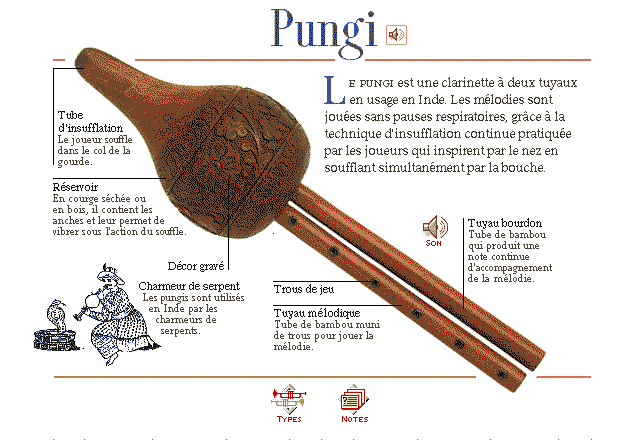 Pungi
LE PUNGI est une clarinette à deux tuyaux
en usage en Inde. Les mélodies sont
jouées sans pauses respiratoires, grâce à la
technique d'insufflation continue pratiquée
par les joueurs qui inspirent par le nez en
soufflant simultanément par la bouche.
Tube
d'insufflation
Le joueur souffle
dans le col de la
gourde.
Réservoir
En courge séchée ou
en bois, il contient les
anches et leur permet de
vibrer sous l'action du souffle.
Décor gravé
Charmeur de serpent
Les pungis sont utilisés
en Inde par les
charmeurs de
serpents.
Trous de jeu
Tuyau mélodique
Tube de bambou muni
de trous pour jouer la
mélodie.
SON
Tuyau bourdon
Tube de bambou
qui produit une
note continue
d'accompagnement
de la mélodie.
TYPES
NOTES